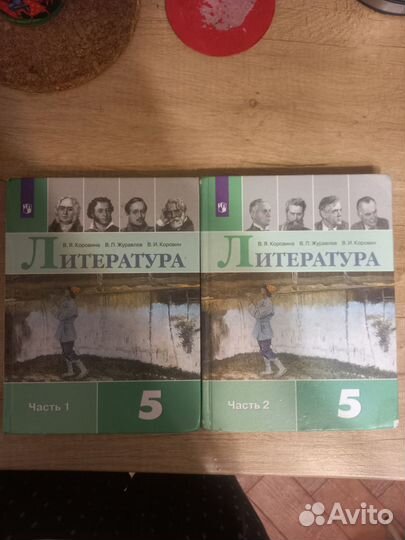 В. Я. Коровина В. П. Журавлев В. И. Коровин
ЛИТЕРАТУРА
Часть 1
5
В. Я. Коровина В. П. Журавлев В. И. Коровин
ЛИТЕРАТУРА
Часть 2
5
Avito